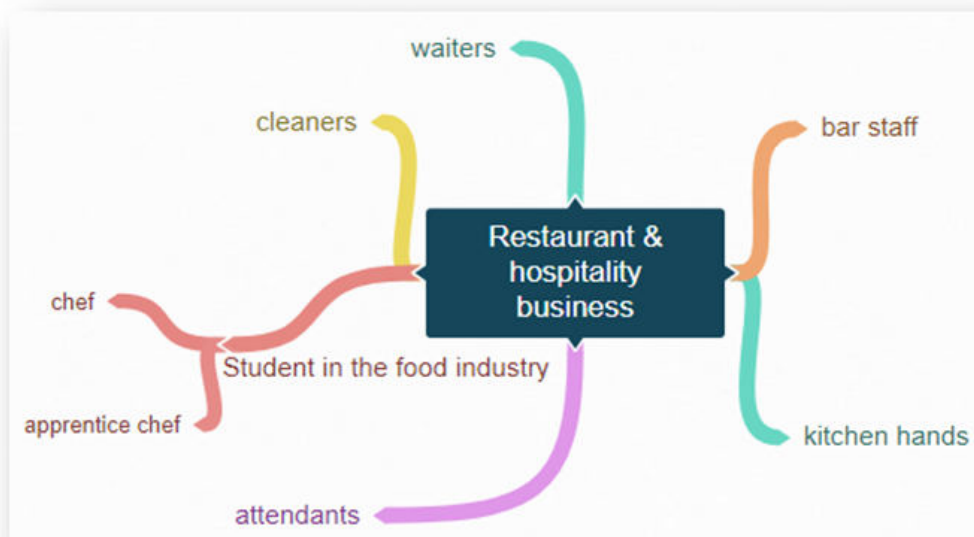 waiters
cleaners
bar staff
Restaurant &
hospitality
business
chef
Student in the food industry
apprentice chef
kitchen hands
attendants